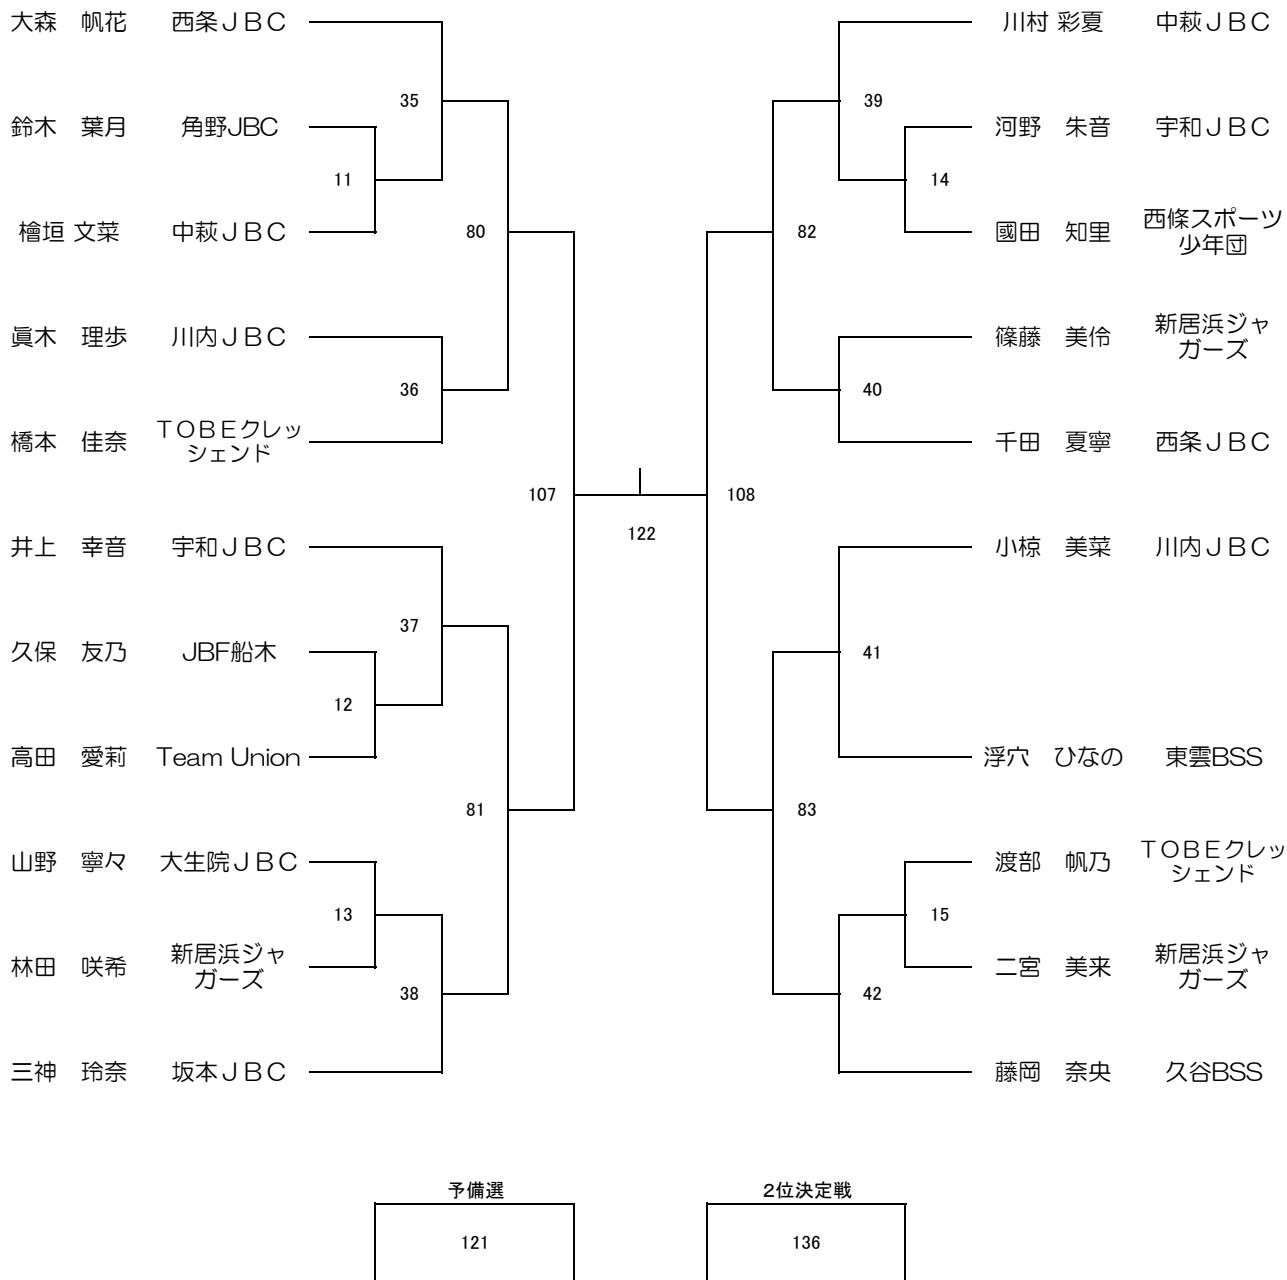 大森　帆花　西条ＪＢＣ
35
鈴木　葉月　角野JBC
11
檜垣 文菜　中萩ＪＢＣ
80
眞木　理歩　川内ＪＢＣ
36
橋本　佳奈　ＴＯＢＥクレッ
シェンド
107
井上　幸音　宇和ＪＢＣ
37
久保　友乃　JBF船木
12
高田　愛莉　Team Union
81
山野　寧々　大生院ＪＢＣ
13
林田　咲希　新居浜ジャ
ガーズ
38
三神　玲奈　坂本ＪＢＣ
122
川村 彩夏　中萩ＪＢＣ
39
河野　朱音　宇和ＪＢＣ
14
國田　知里　西條スポーツ
少年団
82
篠藤　美伶　新居浜ジャ
ガーズ
40
千田　夏寧　西条ＪＢＣ
108
小椋　美菜　川内ＪＢＣ
41
浮穴　ひなの　東雲BSS
83
渡部　帆乃　ＴＯＢＥクレッ
シェンド
15
二宮　美来　新居浜ジャ
ガーズ
42
藤岡　奈央　久谷BSS
予備選
121
２位決定戦
136